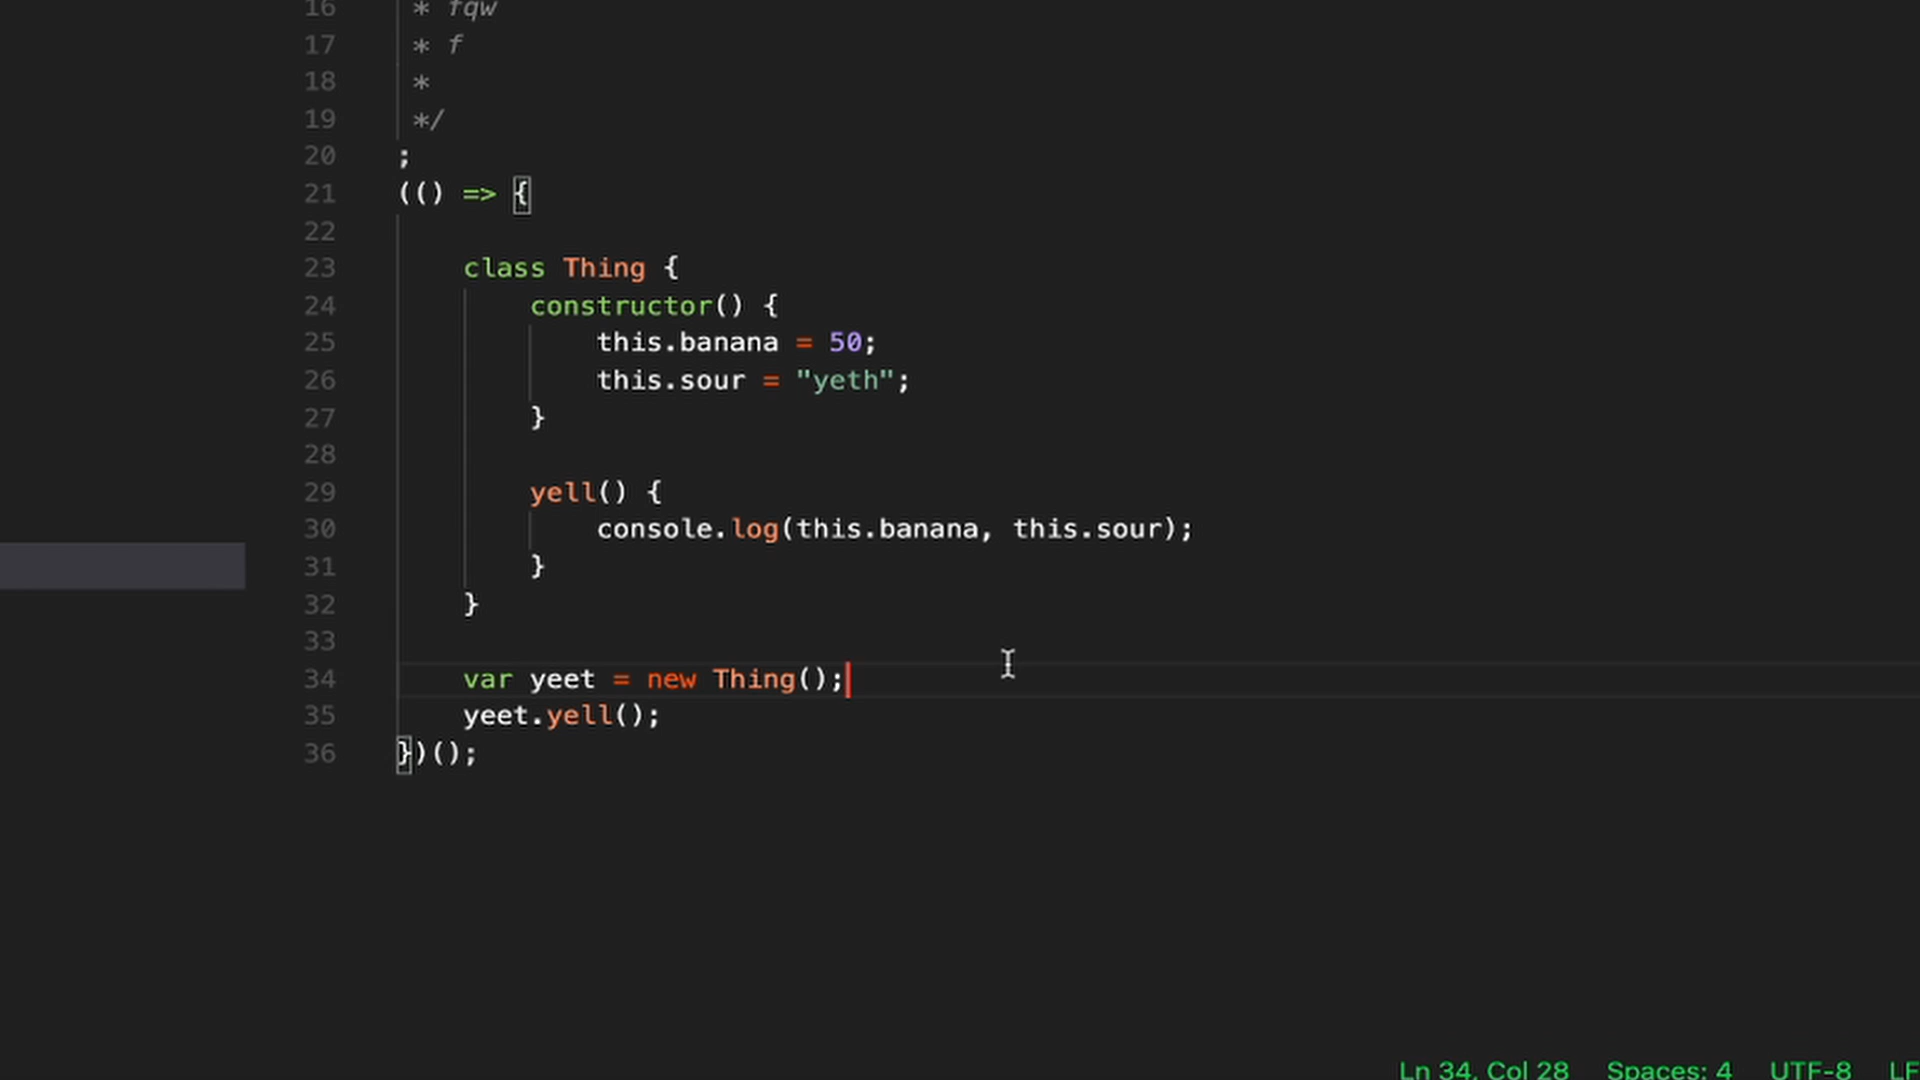 16 * fqw
17 * f
18 *
19 */
20 ;
21 (() => {
22
23 class Thing {
24 constructor() {
25 this.banana = 50;
26 this.sour = "yeth";
27 }
28
29 yell() {
30 console.log(this.banana, this.sour);
31 }
32 }
33
34 var yeet = new Thing();
35 yeet.yell();
36 })();
Ln 34, Col 28 Spaces: 4 UTF-8 LF